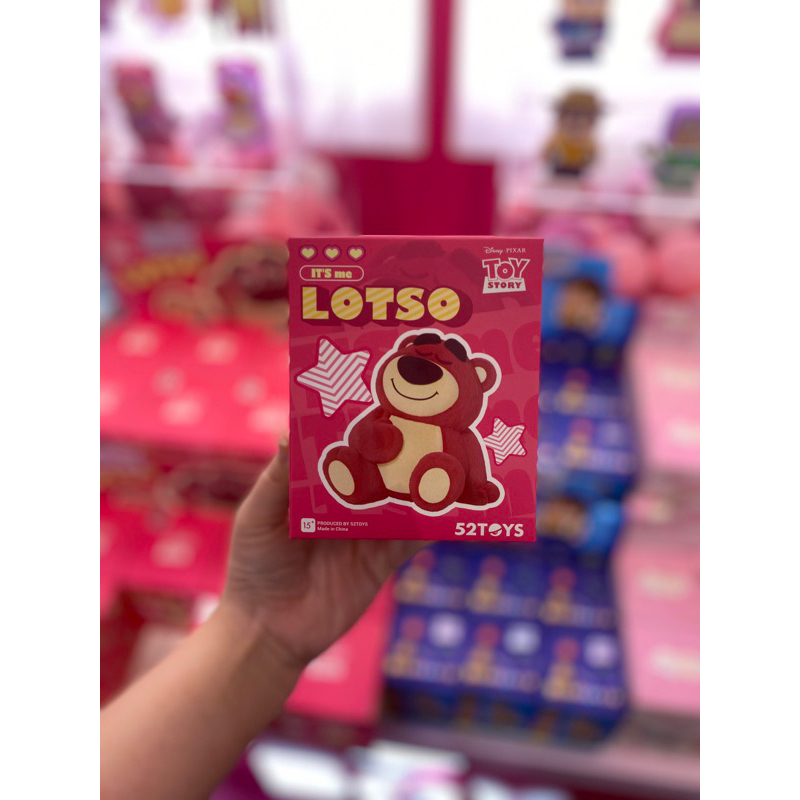 IT'S me
LOTSO
Disney PIXAR
TOY
STORY
15+
PRODUCED BY 52TOYS
Made in China
52TOYS